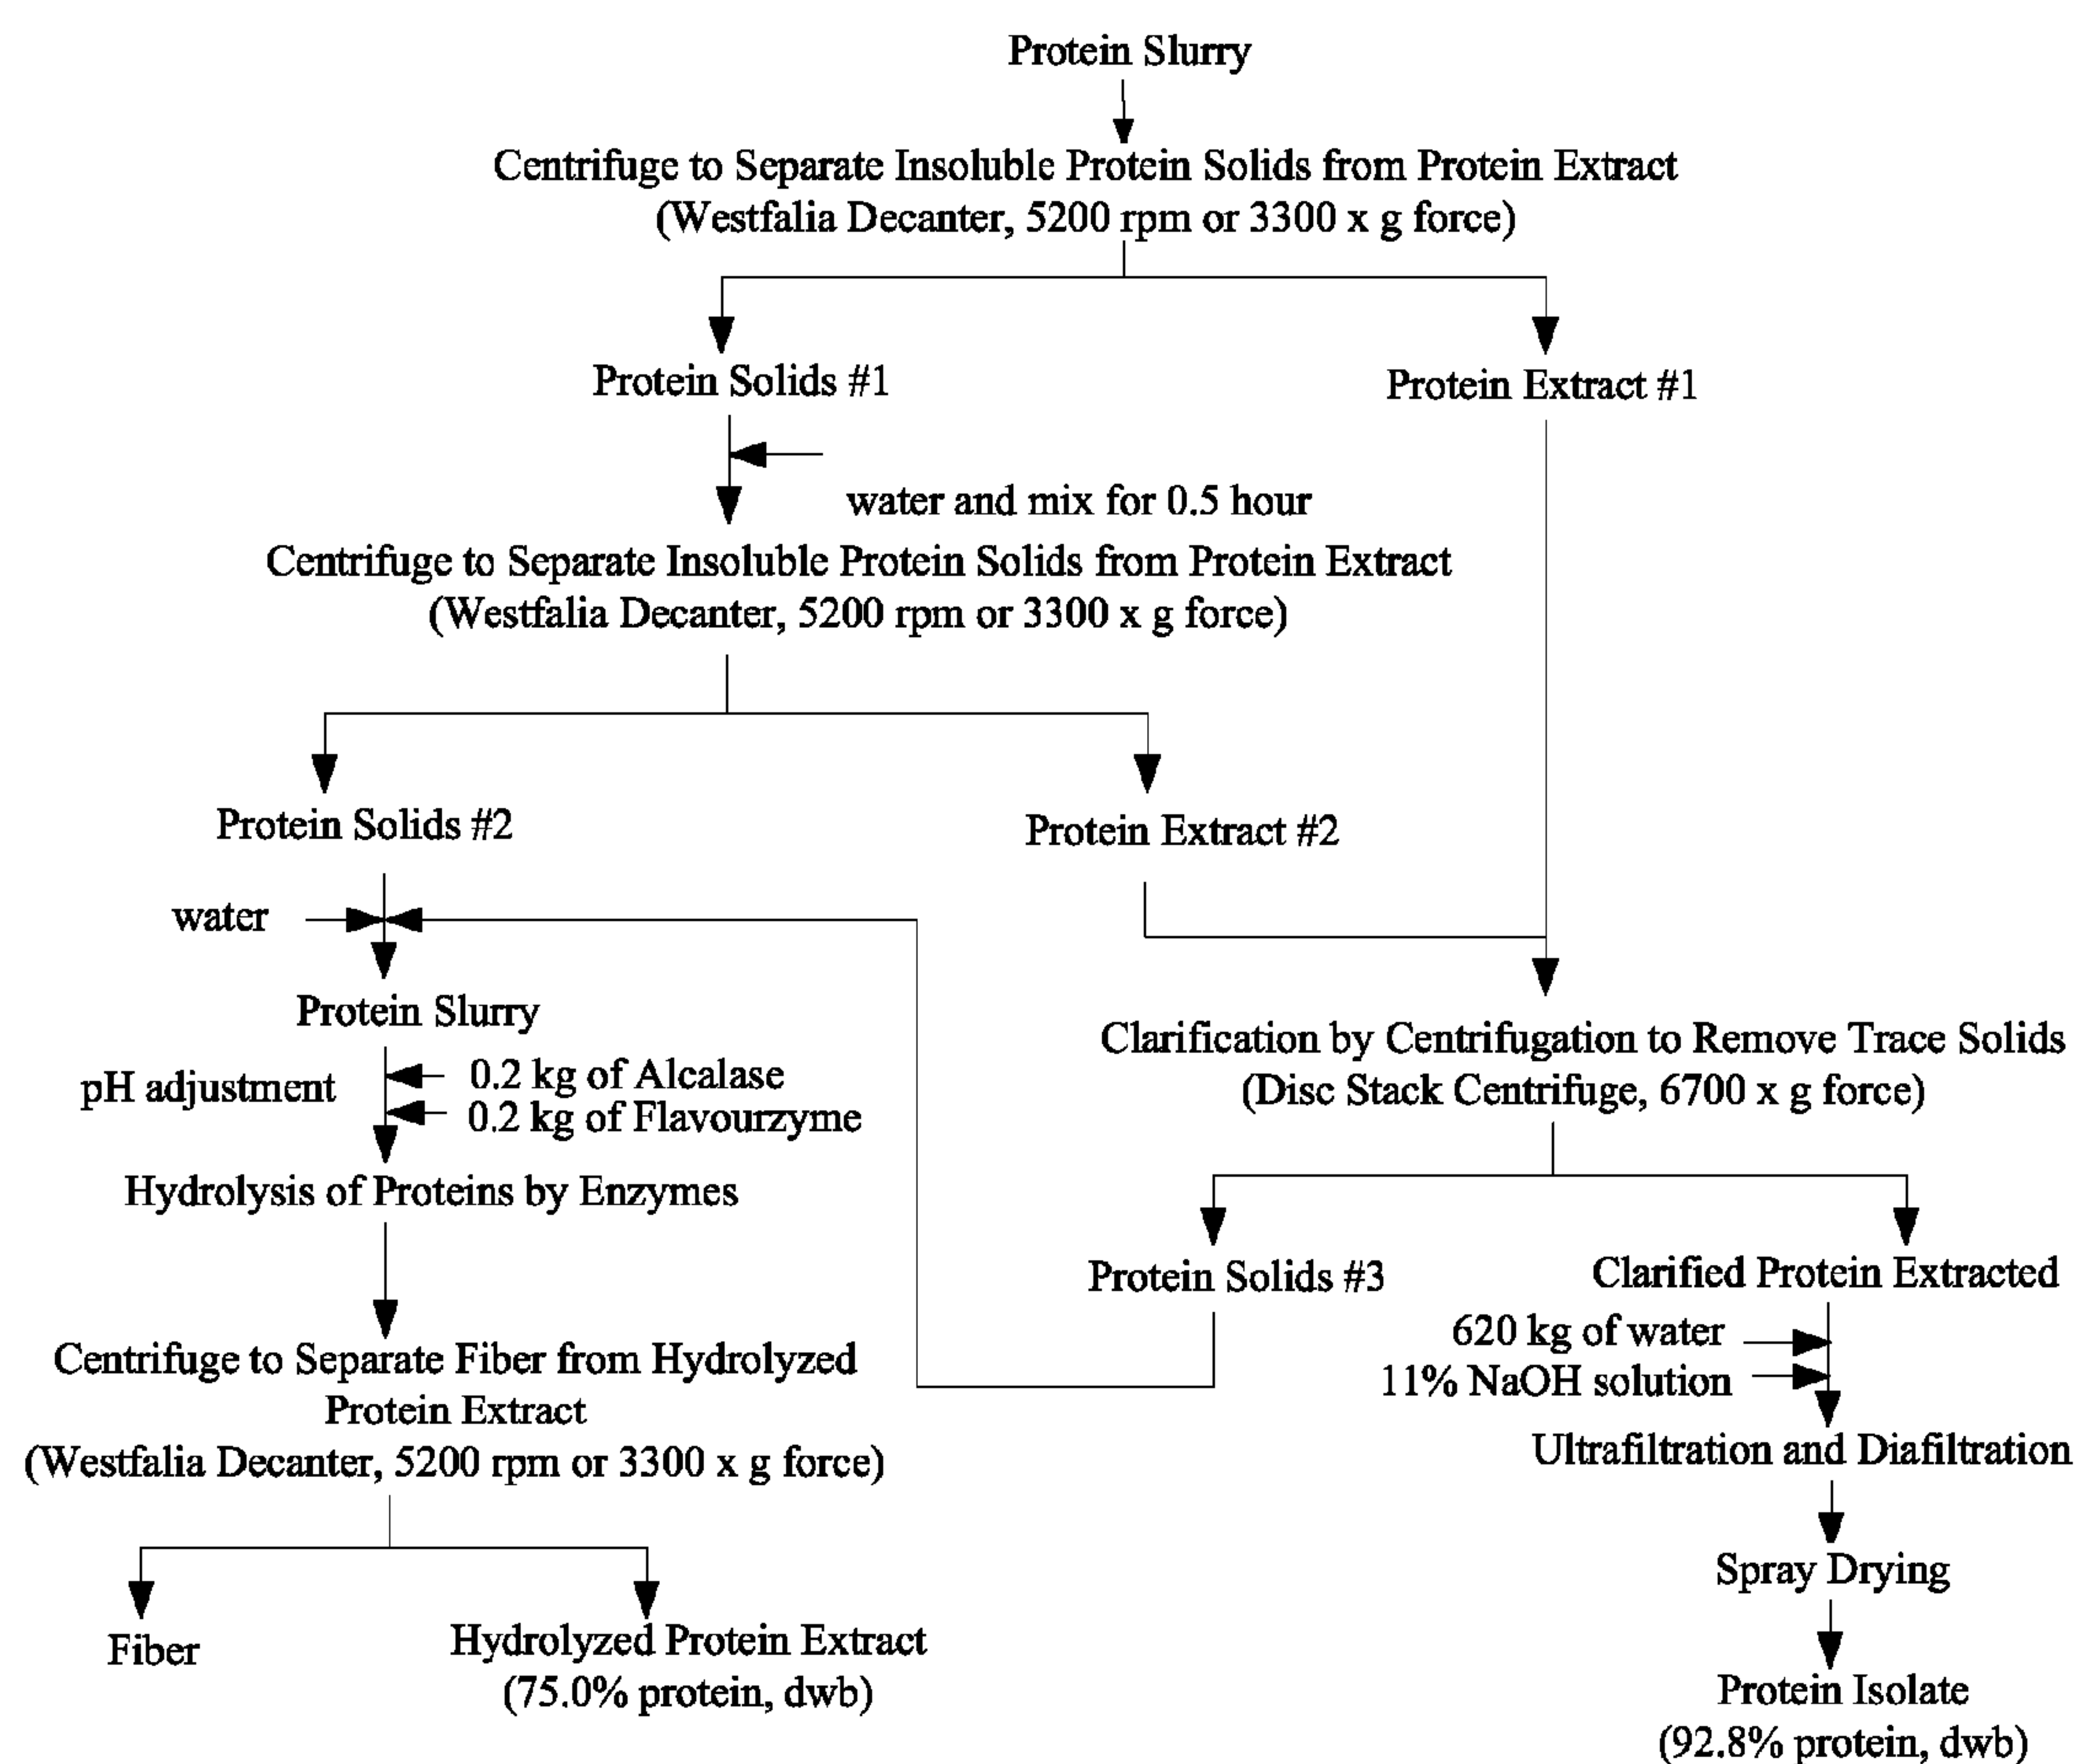 Protein Slurry
Centrifuge to Separate Insoluble Protein Solids from Protein Extract
(Westfalia Decanter, 5200 rpm or 3300 x g force)
Protein Solids #1
Protein Extract #1
water and mix for 0.5 hour
Centrifuge to Separate Insoluble Protein Solids from Protein Extract
(Westfalia Decanter, 5200 rpm or 3300 x g force)
Protein Solids #2
Protein Extract #2
water
Protein Slurry
pH adjustment
0.2 kg of Alcalase
0.2 kg of Flavourzyme
Hydrolysis of Proteins by Enzymes
Centrifuge to Separate Fiber from Hydrolyzed
Protein Extract
(Westfalia Decanter, 5200 rpm or 3300 x g force)
Fiber
Hydrolyzed Protein Extract
(75.0% protein, dwb)
Clarification by Centrifugation to Remove Trace Solids
(Disc Stack Centrifuge, 6700 x g force)
Protein Solids #3
Clarified Protein Extracted
620 kg of water
11% NaOH solution
Ultrafiltration and Diafiltration
Spray Drying
Protein Isolate
(92.8% protein, dwb)